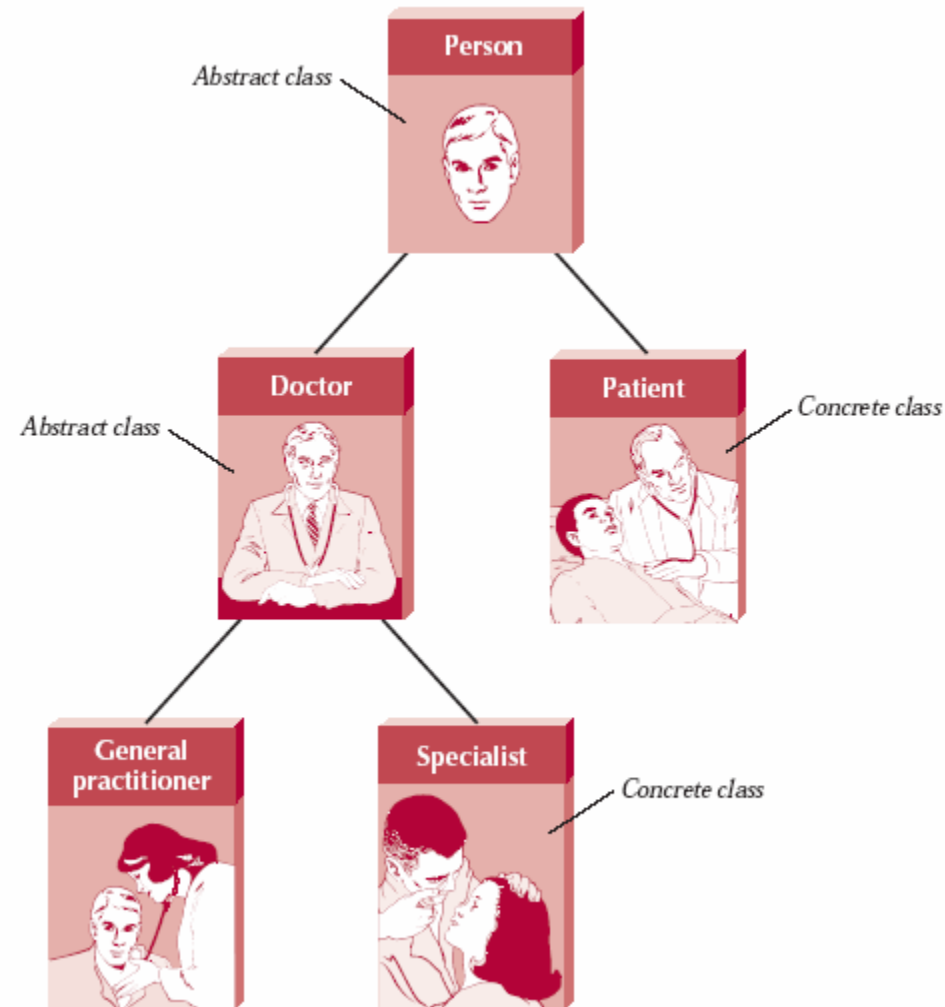 Person
Abstract class
Doctor
Patient
Abstract class
Concrete class
General
practitioner
Specialist
Concrete class